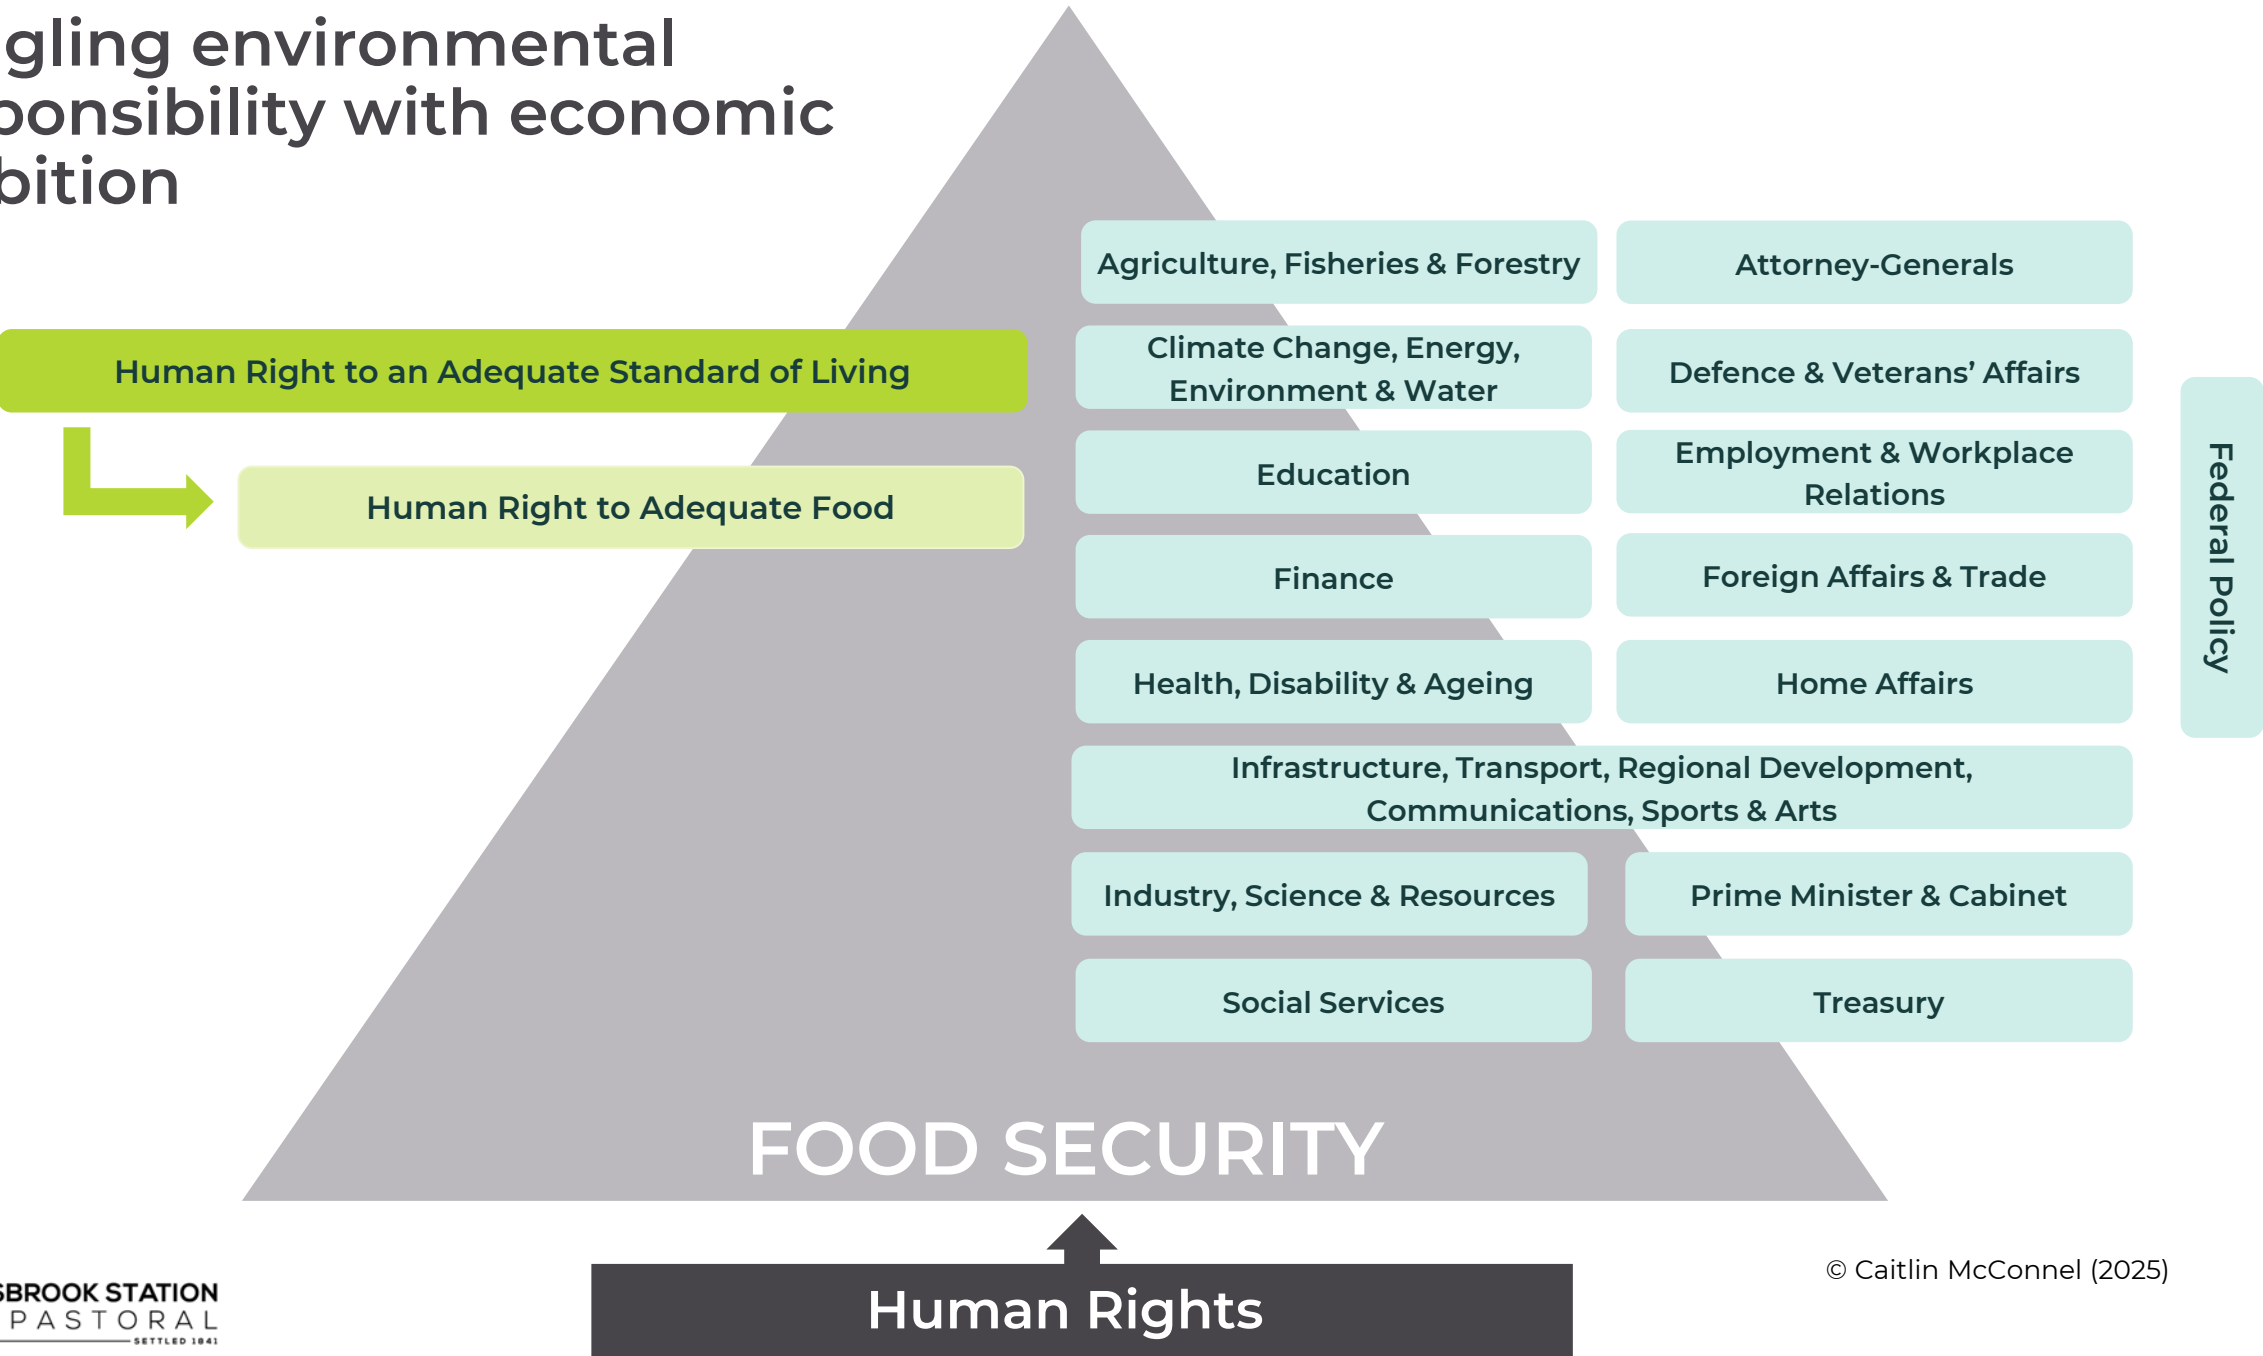 gling environmental
ponsibility with economic
bition
Agriculture, Fisheries & Forestry
Attorney-Generals
Human Right to an Adequate Standard of Living
Climate Change, Energy,
Environment & Water
Defence & Veterans’ Affairs
Human Right to Adequate Food
Education
Employment & Workplace
Relations
Finance
Foreign Affairs & Trade
Health, Disability & Ageing
Home Affairs
Infrastructure, Transport, Regional Development,
Communications, Sports & Arts
Industry, Science & Resources
Prime Minister & Cabinet
Social Services
Treasury
Federal Policy
FOOD SECURITY
Human Rights
© Caitlin McConnel (2025)
SBROOK STATION
PASTORAL
SETTLED 1841